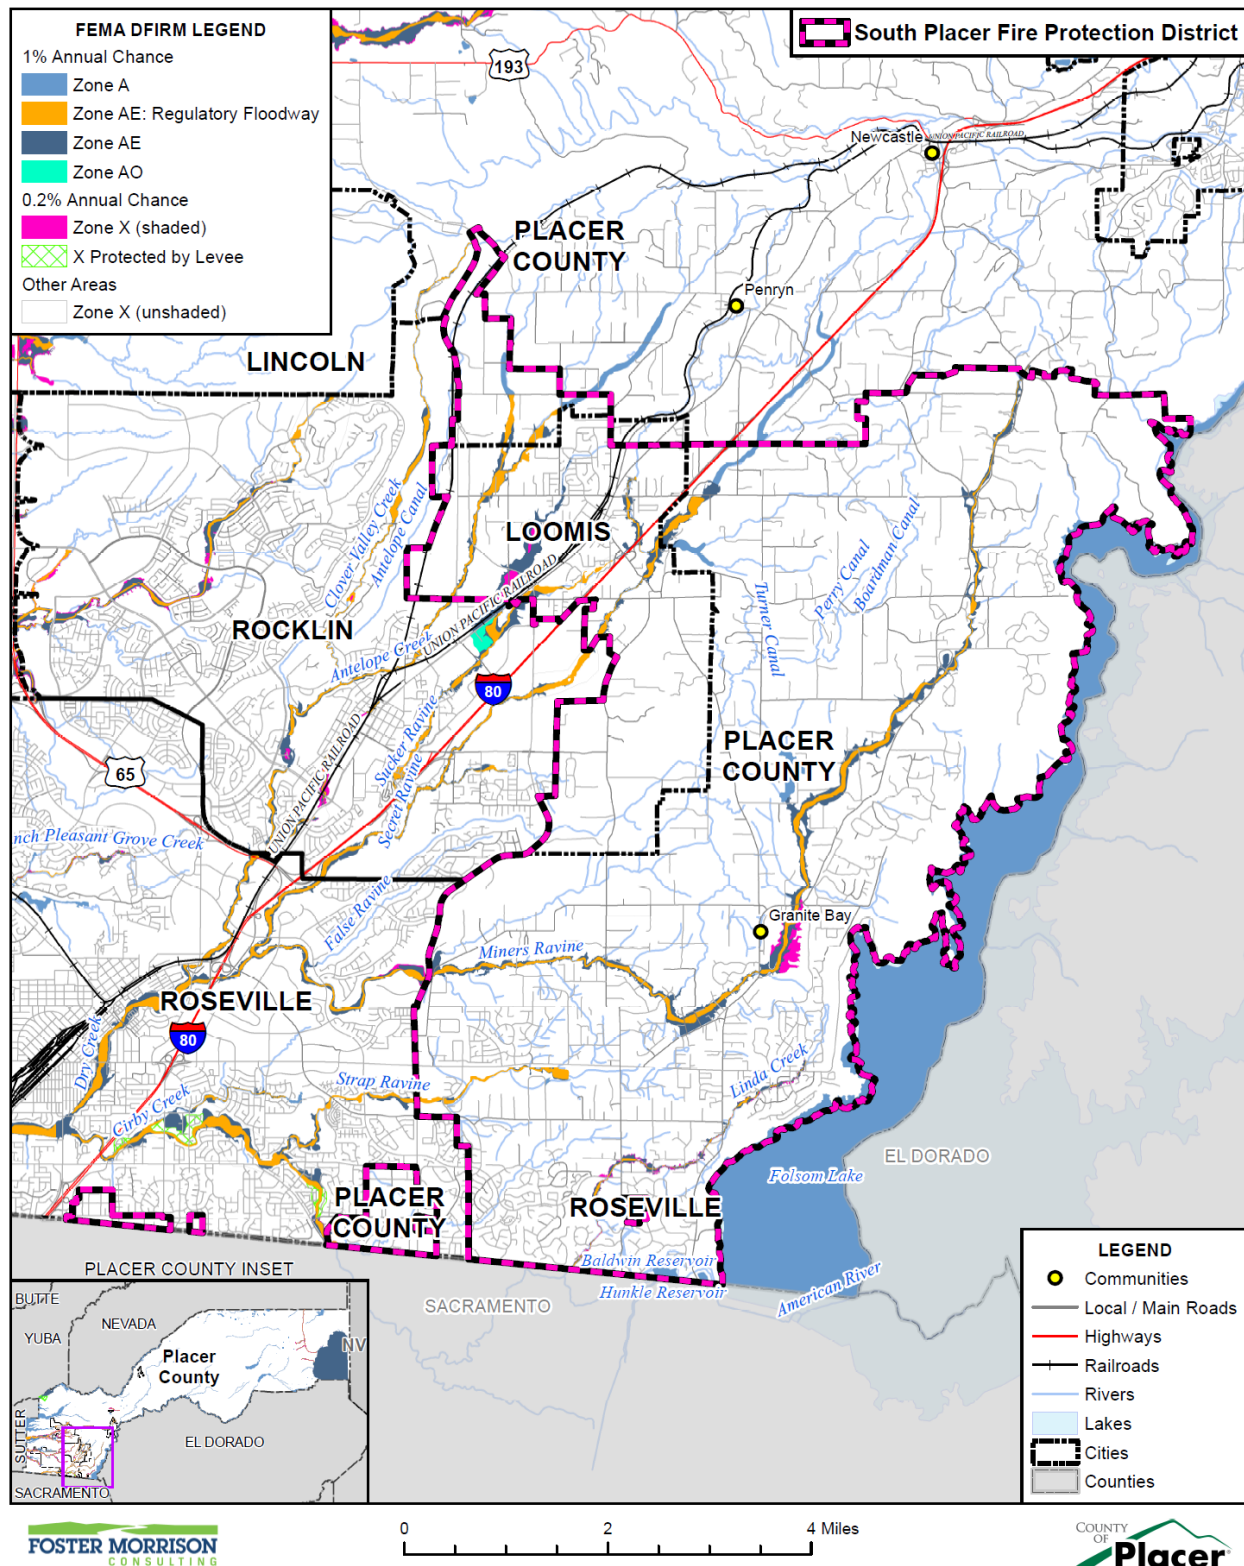 FEMA DFIRM LEGEND
1% Annual Chance
Zone A
Zone AE: Regulatory Floodway
Zone AE
Zone AO
0.2% Annual Chance
Zone X (shaded)
X Protected by Levee
Other Areas
Zone X (unshaded)
South Placer Fire Protection District
193
Newcastle
UNION PACIFIC RAILROAD
PLACER
COUNTY
Penryn
LINCOLN
LOOMIS
Clover Valley Creek
Antelope Canal
Perry Canal
Boardman Canal
Turner Canal
UNION PACIFIC RAILROAD
ROCKLIN
Antelope Creek
80
Sucker Ravine
Secret Ravine
UNION PACIFIC RAILROAD
65
PLACER
COUNTY
nch Pleasant Grove Creek
False Ravine
Granite Bay
Miners Ravine
ROSEVILLE
80
Dry Creek
Cirby Creek
Strap Ravine
Linda Creek
EL DORADO
Folsom Lake
PLACER
COUNTY
ROSEVILLE
Baldwin Reservoir
Hunkle Reservoir
American River
SACRAMENTO
PLACER COUNTY INSET
BUTTE
YUBA
NEVADA
NV
Placer
County
SUTTER
EL DORADO
SACRAMENTO
LEGEND
Communities
Local / Main Roads
Highways
Railroads
Rivers
Lakes
Cities
Counties
FOSTER MORRISON
CONSULTING
0 2 4 Miles
COUNTY
OF
Placer